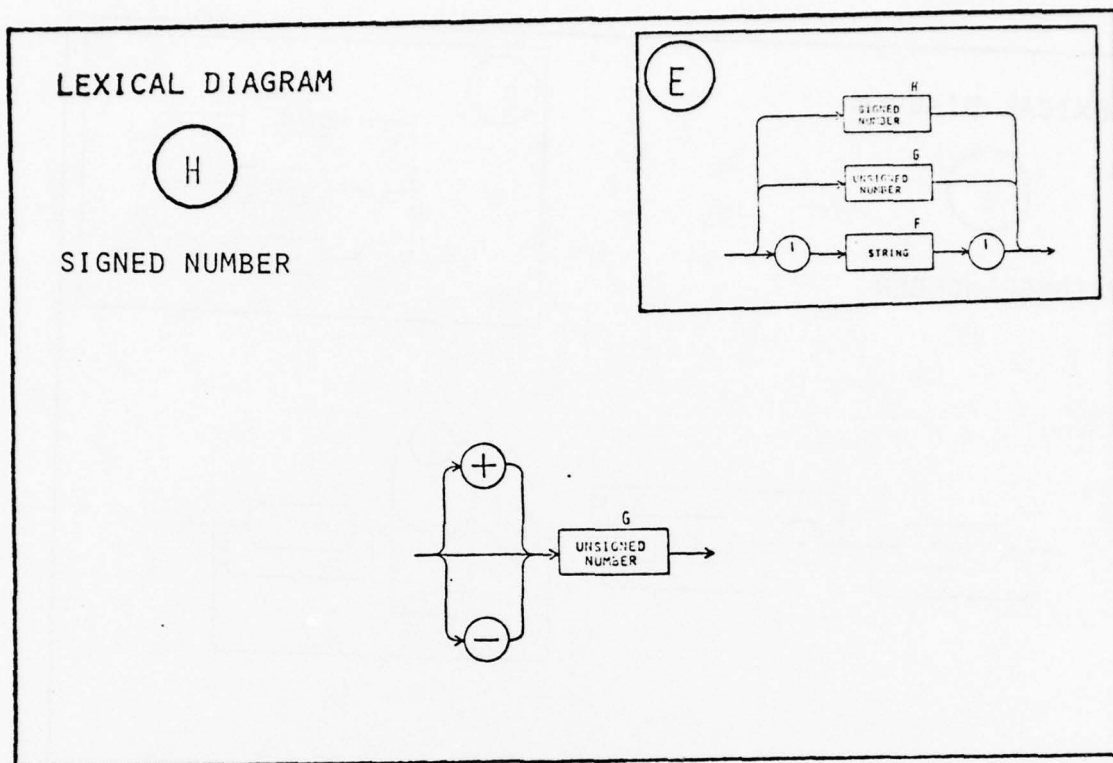 LEXICAL DIAGRAM
H
SIGNED NUMBER
E
H
SIGNED
NUMBER
G
UNSIGNED
NUMBER
F
' STRING '
+
G
UNSIGNED
NUMBER
−